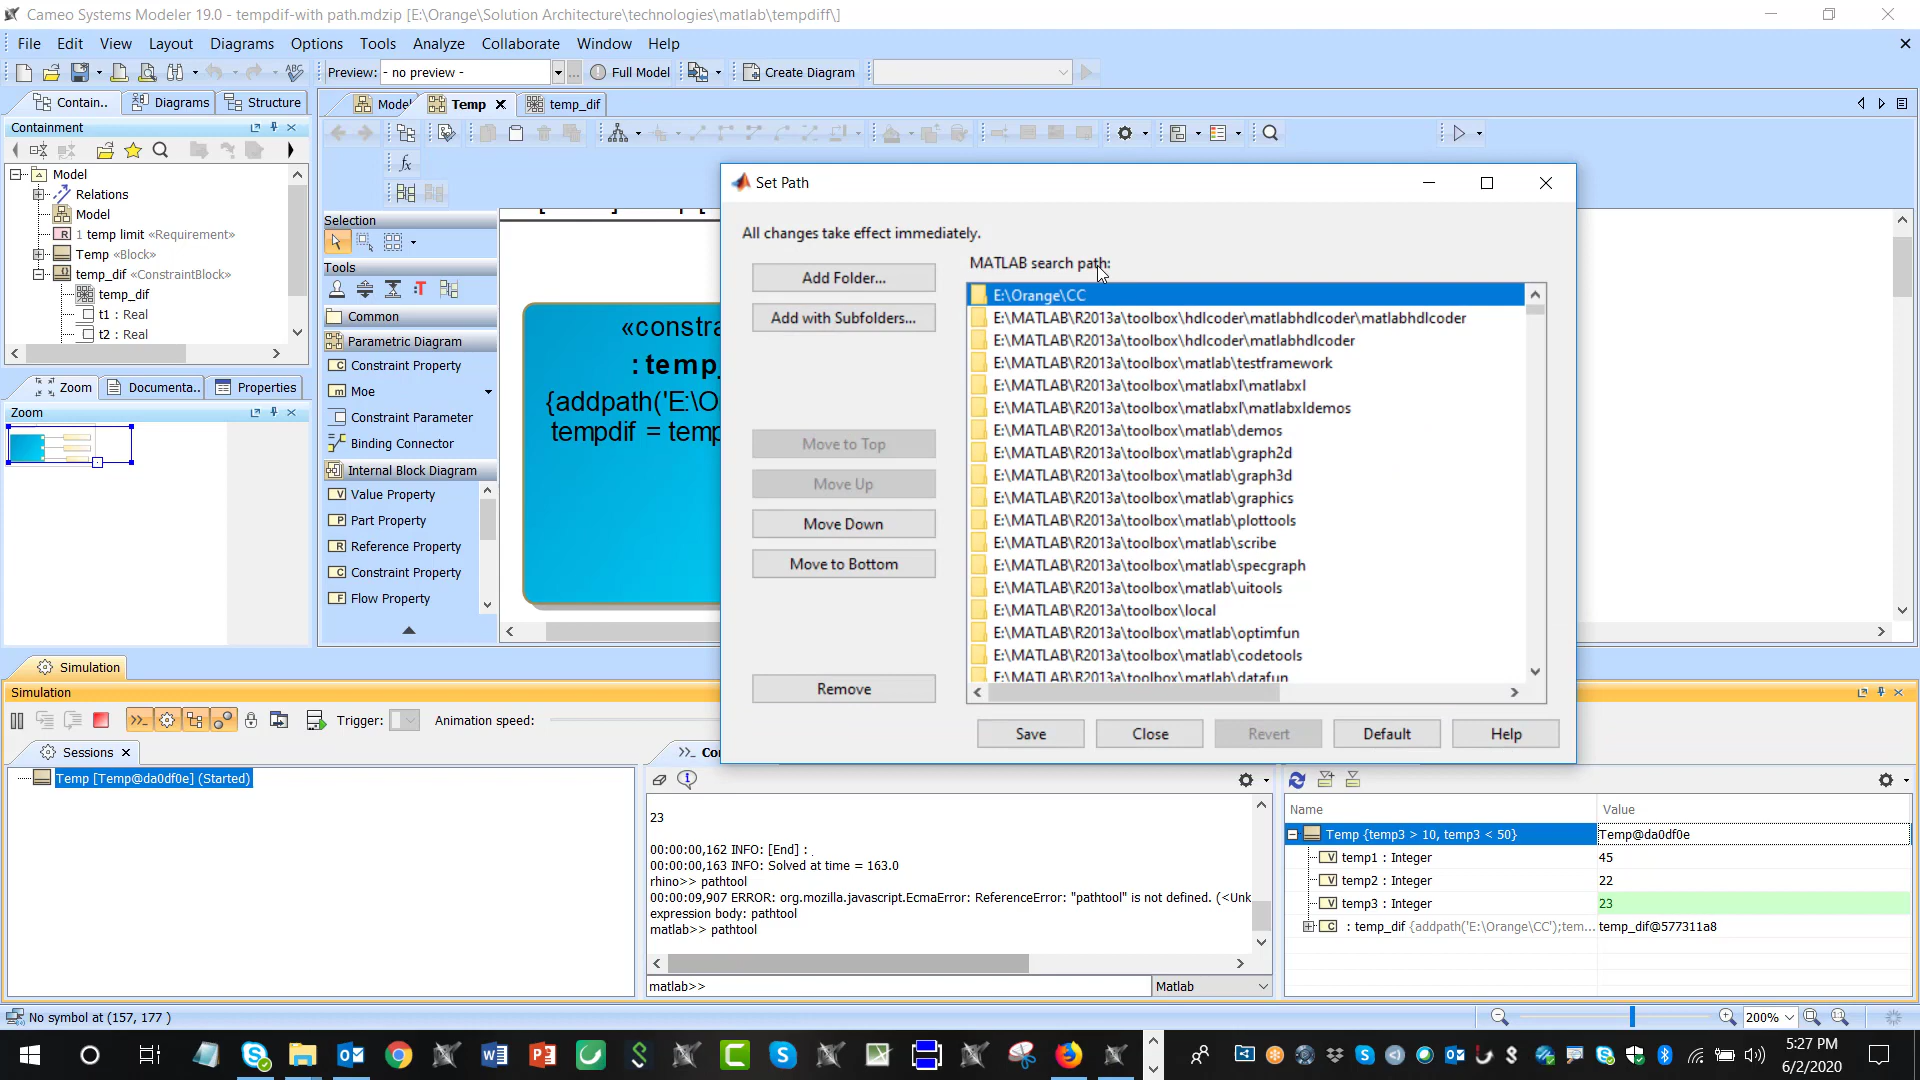 Cameo Systems Modeler 19.0 - tempdif-with path.mdzip [E:\Orange\Solution Architecture\technologies\matlab\tempdiff\]
File Edit View Layout Diagrams Options Tools Analyze Collaborate Window Help
Preview: - no preview - ... Full Model Create Diagram
Contain.. Diagrams Structure
Model Temp temp_dif
Containment
Model
Relations
Model
1 temp limit «Requirement»
Temp «Block»
temp_dif «ConstraintBlock»
temp_dif
t1 : Real
t2 : Real
Zoom Documenta.. Properties
Zoom
Selection
Tools
Common
Parametric Diagram
Constraint Property
Moe
Constraint Parameter
Binding Connector
Internal Block Diagram
Value Property
Part Property
Reference Property
Constraint Property
Flow Property
«constra
: temp_
{addpath('E:\O
tempdif = temp
Set Path
All changes take effect immediately.
MATLAB search path:
Add Folder...
Add with Subfolders...
Move to Top
Move Up
Move Down
Move to Bottom
Remove
E:\Orange\CC
E:\MATLAB\R2013a\toolbox\hdlcoder\matlabhdlcoder\matlabhdlcoder
E:\MATLAB\R2013a\toolbox\hdlcoder\matlabhdlcoder
E:\MATLAB\R2013a\toolbox\matlab\testframework
E:\MATLAB\R2013a\toolbox\matlabxl\matlabxl
E:\MATLAB\R2013a\toolbox\matlabxl\matlabxldemos
E:\MATLAB\R2013a\toolbox\matlab\demos
E:\MATLAB\R2013a\toolbox\matlab\graph2d
E:\MATLAB\R2013a\toolbox\matlab\graph3d
E:\MATLAB\R2013a\toolbox\matlab\graphics
E:\MATLAB\R2013a\toolbox\matlab\plottools
E:\MATLAB\R2013a\toolbox\matlab\scribe
E:\MATLAB\R2013a\toolbox\matlab\specgraph
E:\MATLAB\R2013a\toolbox\matlab\uitools
E:\MATLAB\R2013a\toolbox\local
E:\MATLAB\R2013a\toolbox\matlab\optimfun
E:\MATLAB\R2013a\toolbox\matlab\codetools
E:\MATLAB\R2013a\toolbox\matlab\datafun
Save Close Revert Default Help
Simulation
Simulation
Trigger: Animation speed:
Sessions
Temp [Temp@da0df0e] (Started)
Co
23
00:00:00,162 INFO: [End] :
00:00:00,163 INFO: Solved at time = 163.0
rhino>> pathtool
00:00:09,907 ERROR: org.mozilla.javascript.EcmaError: ReferenceError: "pathtool" is not defined. (<Unk
expression body: pathtool
matlab>> pathtool
matlab>> Matlab
Name Value
Temp {temp3 > 10, temp3 < 50} Temp@da0df0e
temp1 : Integer 45
temp2 : Integer 22
temp3 : Integer 23
: temp_dif {addpath('E:\Orange\CC');tem... temp_dif@577311a8
No symbol at (157, 177 )
200%
5:27 PM
6/2/2020